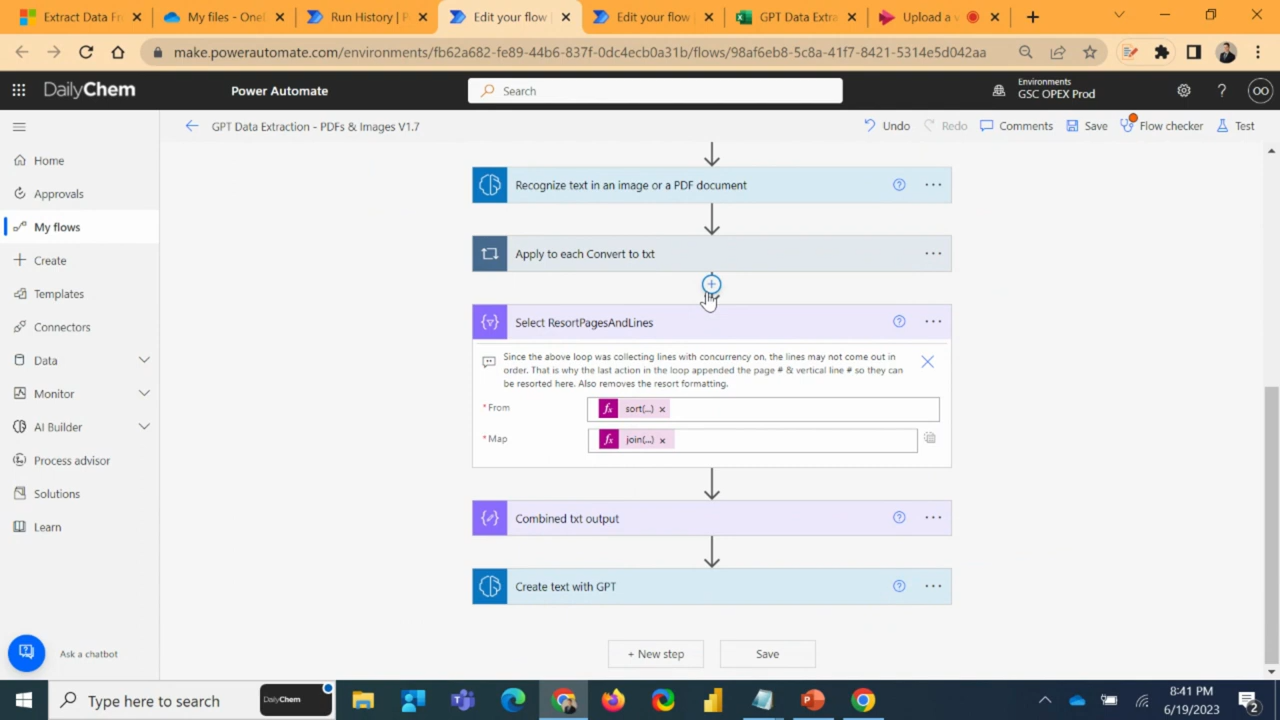 Extract Data Fr
My files - OneD
Run History | P
Edit your flow |
Edit your flow
GPT Data Extra
Upload a v
make.powerautomate.com/environments/fb62a682-fe89-44b6-837f-0dc4ecb0a31b/flows/98af6eb8-5c8a-41f7-8421-5314e5d042aa
DailyChem
Power Automate
Search
Environments
GSC OPEX Prod
OO
GPT Data Extraction - PDFs & Images V1.7
Undo
Redo
Comments
Save
Flow checker
Test
Home
Approvals
My flows
Create
Templates
Connectors
Data
Monitor
AI Builder
Process advisor
Solutions
Learn
Ask a chatbot
Recognize text in an image or a PDF document
Apply to each Convert to txt
Select ResortPagesAndLines
Since the above loop was collecting lines with concurrency on, the lines may not come out in
order. That is why the last action in the loop appended the page # & vertical line # so they can
be resorted here. Also removes the resort formatting.
* From
fx sort(...) x
* Map
fx join(...) x
Combined txt output
Create text with GPT
+ New step
Save
Type here to search
DailyChem
8:41 PM
6/19/2023
2